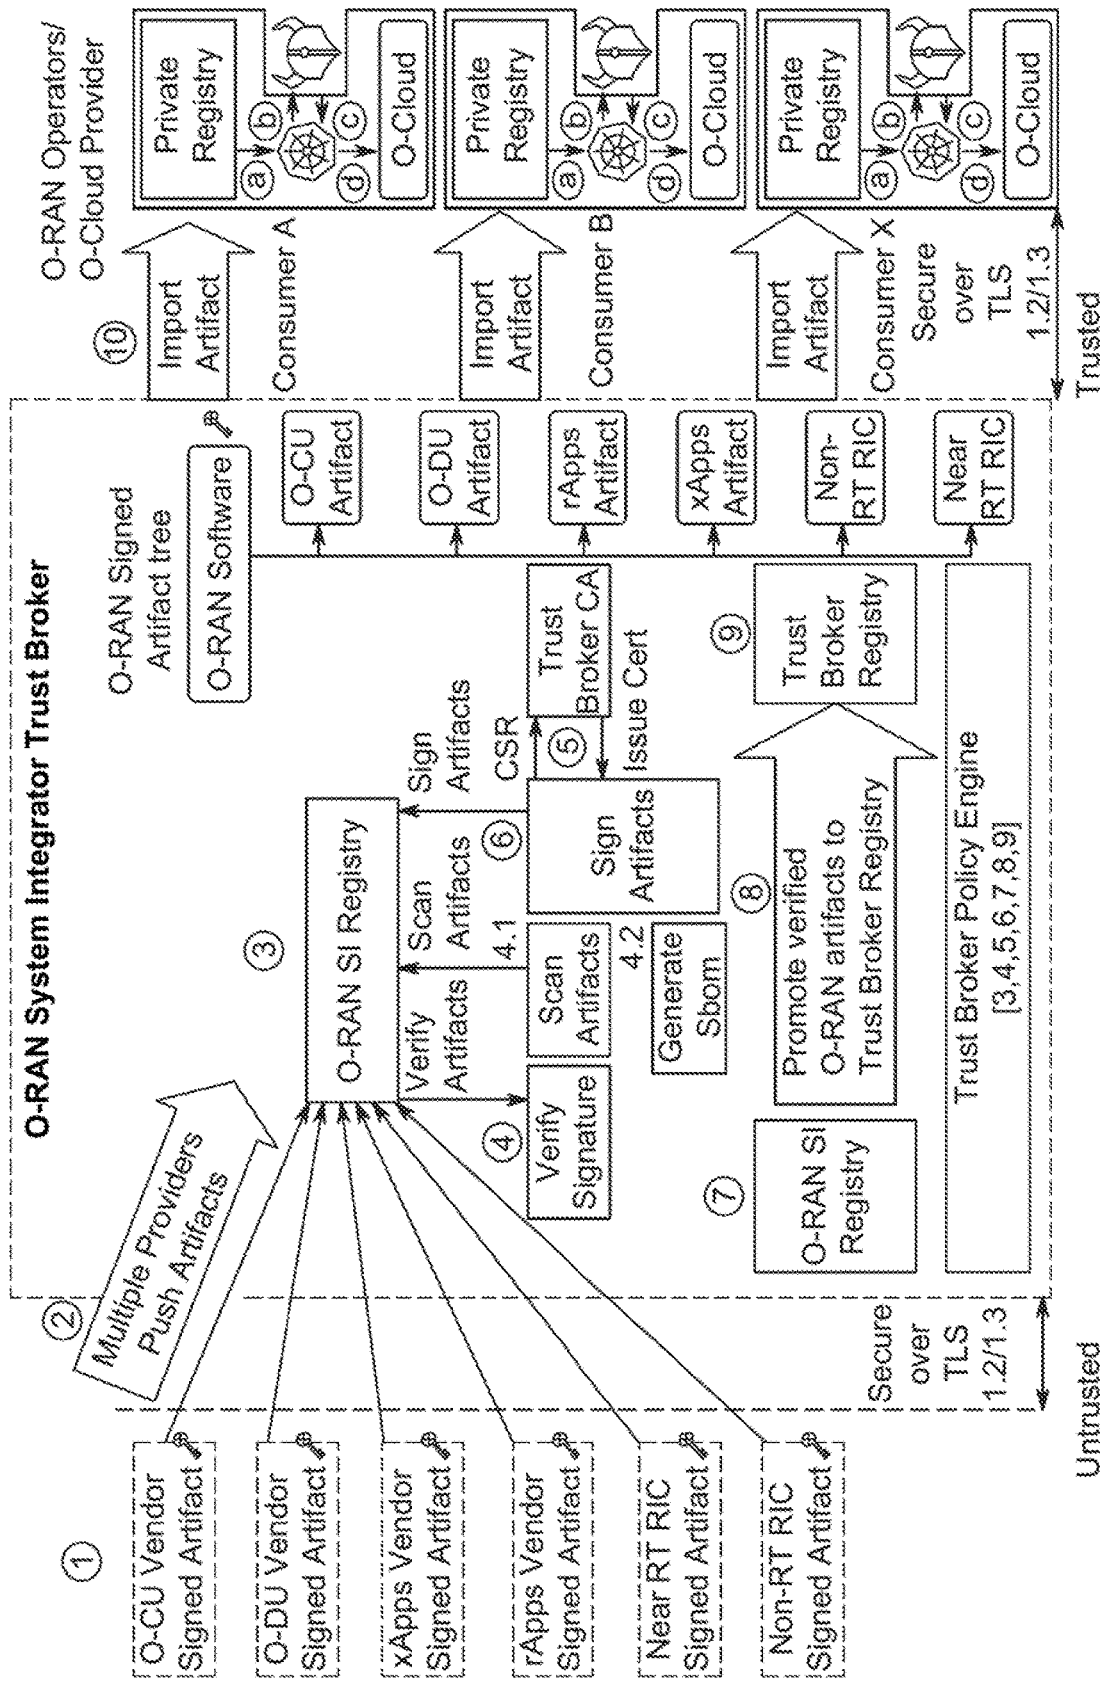 O-RAN System Integrator Trust Broker
1
O-CU Vendor
Signed Artifact
O-DU Vendor
Signed Artifact
xApps Vendor
Signed Artifact
rApps Vendor
Signed Artifact
Near RT RIC
Signed Artifact
Non-RT RIC
Signed Artifact
2
Multiple Providers
Push Artifacts
Secure
over
TLS
1.2/1.3
Untrusted
3
O-RAN SI Registry
Verify
Artifacts
Scan
Artifacts
4.1
Sign
Artifacts
CSR
4
Verify
Signature
Scan
Artifacts
4.2
Generate
Sbom
6
Sign
Artifacts
5
Issue Cert
Trust
Broker CA
7
O-RAN SI
Registry
8
Promote verified
O-RAN artifacts to
Trust Broker Registry
9
Trust
Broker
Registry
Trust Broker Policy Engine
[3,4,5,6,7,8,9]
O-RAN Signed
Artifact tree
O-RAN Software
O-CU
Artifact
O-DU
Artifact
rApps
Artifact
xApps
Artifact
Non-
RT RIC
Near
RT RIC
10
Import
Artifact
Consumer A
Import
Artifact
Consumer B
Import
Artifact
Consumer X
Secure
over
TLS
1.2/1.3
Trusted
O-RAN Operators/
O-Cloud Provider
Private
Registry
a
b
c
d
O-Cloud
Private
Registry
a
b
c
d
O-Cloud
Private
Registry
a
b
c
d
O-Cloud